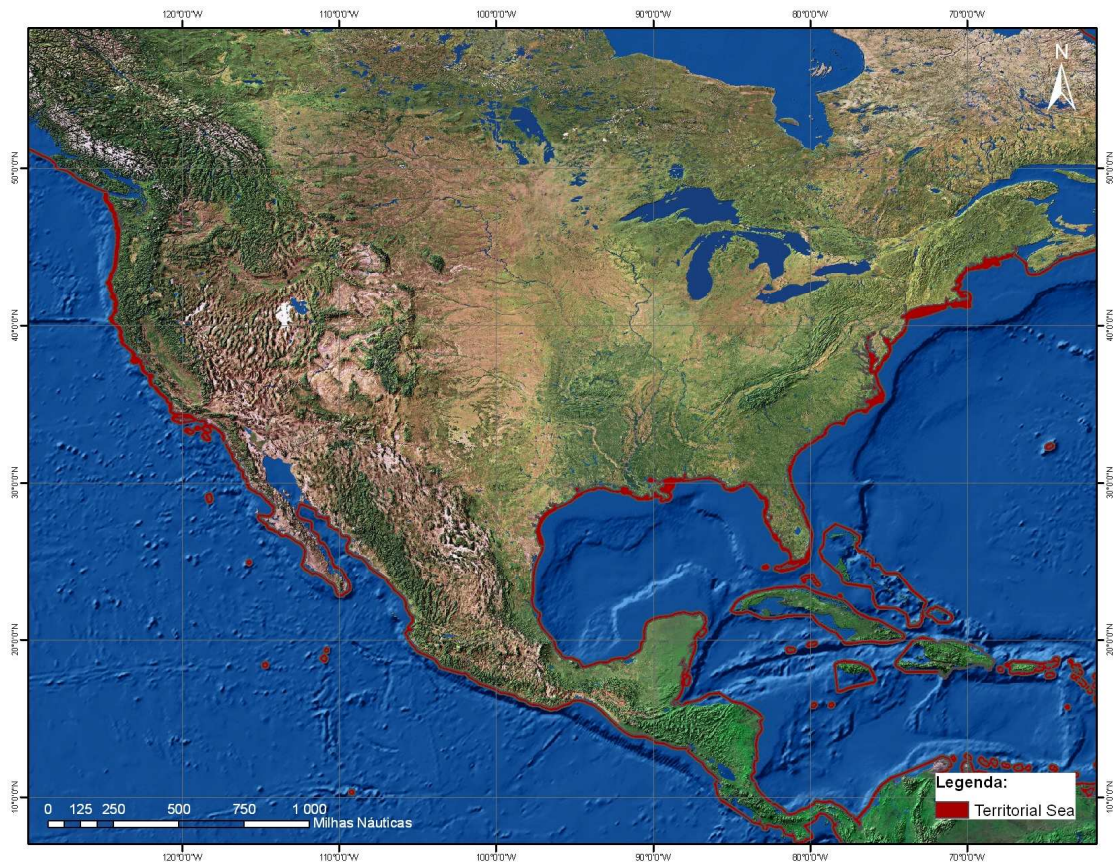 120°0'0"W 110°0'0"W 100°0'0"W 90°0'0"W 80°0'0"W 70°0'0"W
N
50°0'0"N 50°0'0"N
40°0'0"N 40°0'0"N
30°0'0"N 30°0'0"N
20°0'0"N 20°0'0"N
10°0'0"N 10°0'0"N
Legenda:
Territorial Sea
0 125 250 500 750 1 000
Milhas Náuticas
120°0'0"W 110°0'0"W 100°0'0"W 90°0'0"W 80°0'0"W 70°0'0"W